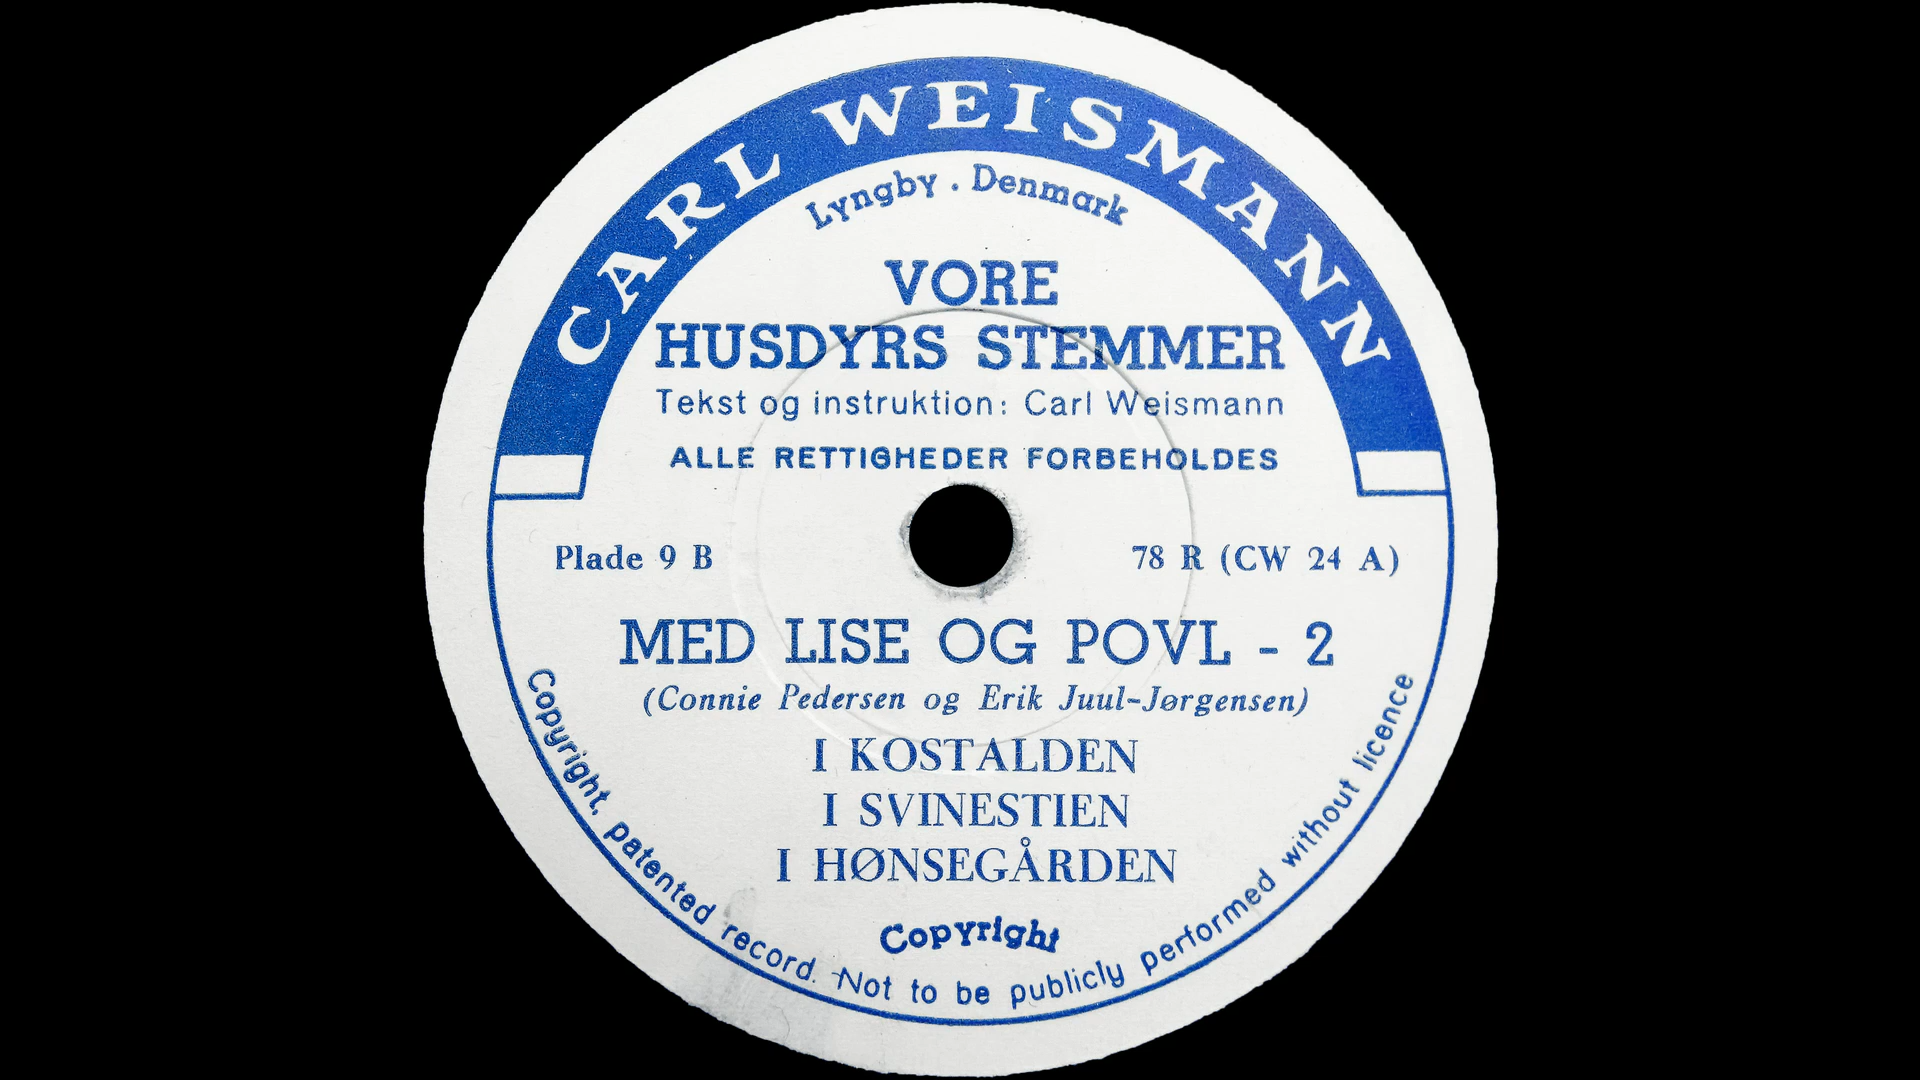 CARL WEISMANN
Lyngby . Denmark
VORE
HUSDYRS STEMMER
Tekst og instruktion: Carl Weismann
ALLE RETTIGHEDER FORBEHOLDES
Plade 9 B
78 R (CW 24 A)
MED LISE OG POVL - 2
(Connie Pedersen og Erik Juul-Jørgensen)
I KOSTALDEN
I SVINESTIEN
I HØNSEGÅRDEN
Copyright
Copyright, patented record. Not to be publicly performed without licence